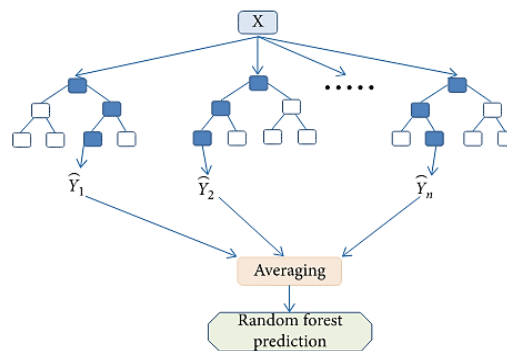 X
.....
Ŷ1
Ŷ2
Ŷn
Averaging
Random forest
prediction